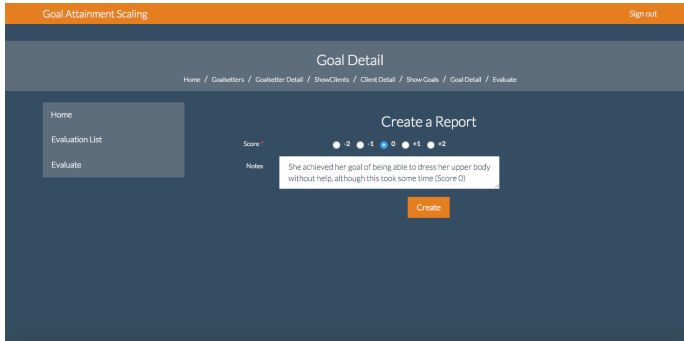 Goal Attainment Scaling Sign out
Goal Detail
Home / Goalsetters / Goalsetter Detail / ShowClients / Client Detail / Show Goals / Goal Detail / Evaluate
Home
Evaluation List
Evaluate
Create a Report
Score * -2 -1 0 +1 +2
Notes
She achieved her goal of being able to dress her upper body
without help, although this took some time (Score 0)
Create